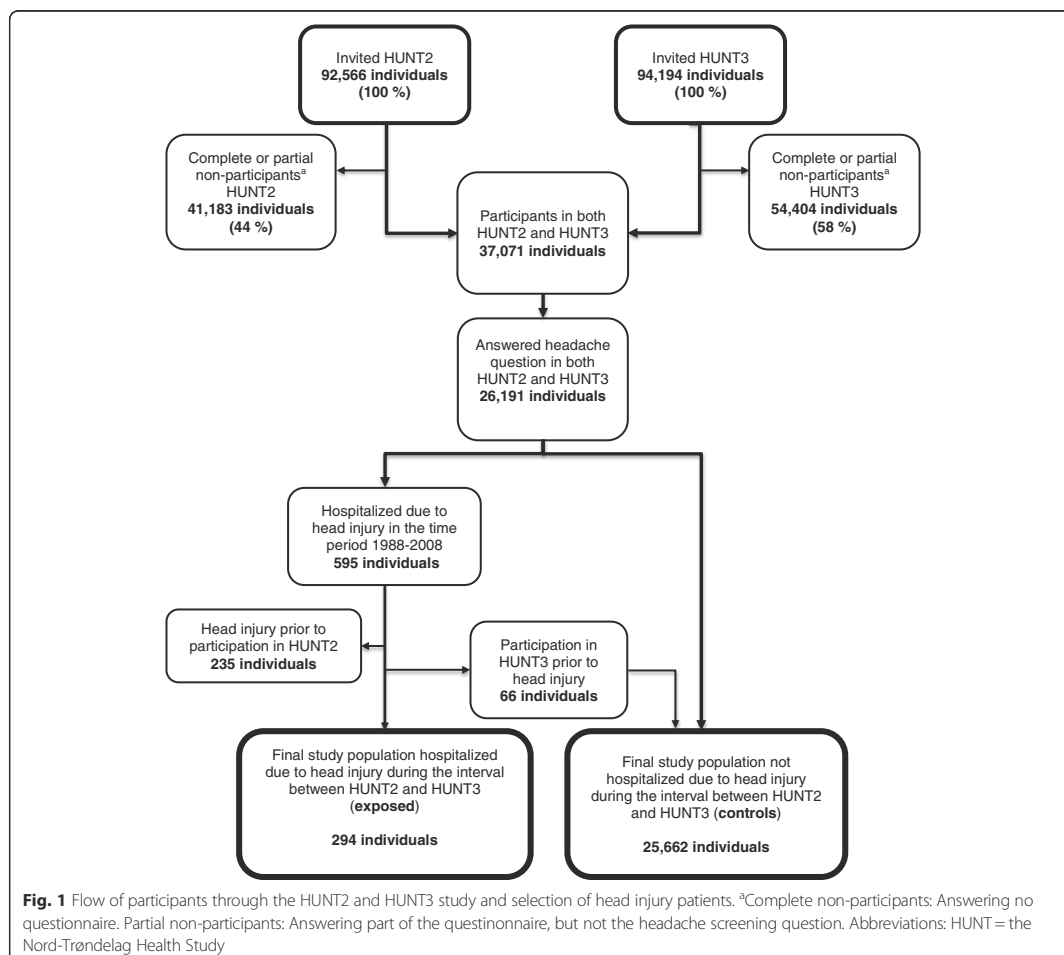 Invited HUNT2
92,566 individuals
(100 %)
Invited HUNT3
94,194 individuals
(100 %)
Complete or partial
non-participantsᵃ
HUNT2
41,183 individuals
(44 %)
Participants in both
HUNT2 and HUNT3
37,071 individuals
Complete or partial
non-participantsᵃ
HUNT3
54,404 individuals
(58 %)
Answered headache
question in both
HUNT2 and HUNT3
26,191 individuals
Hospitalized due to
head injury in the time
period 1988-2008
595 individuals
Head injury prior to
participation in HUNT2
235 individuals
Participation in
HUNT3 prior to
head injury
66 individuals
Final study population hospitalized
due to head injury during the interval
between HUNT2 and HUNT3
(exposed)
294 individuals
Final study population not
hospitalized due to head injury
during the interval between HUNT2
and HUNT3 (controls)
25,662 individuals
Fig. 1 Flow of participants through the HUNT2 and HUNT3 study and selection of head injury patients. ᵃComplete non-participants: Answering no
questionnaire. Partial non-participants: Answering part of the questinonnaire, but not the headache screening question. Abbreviations: HUNT = the
Nord-Trøndelag Health Study